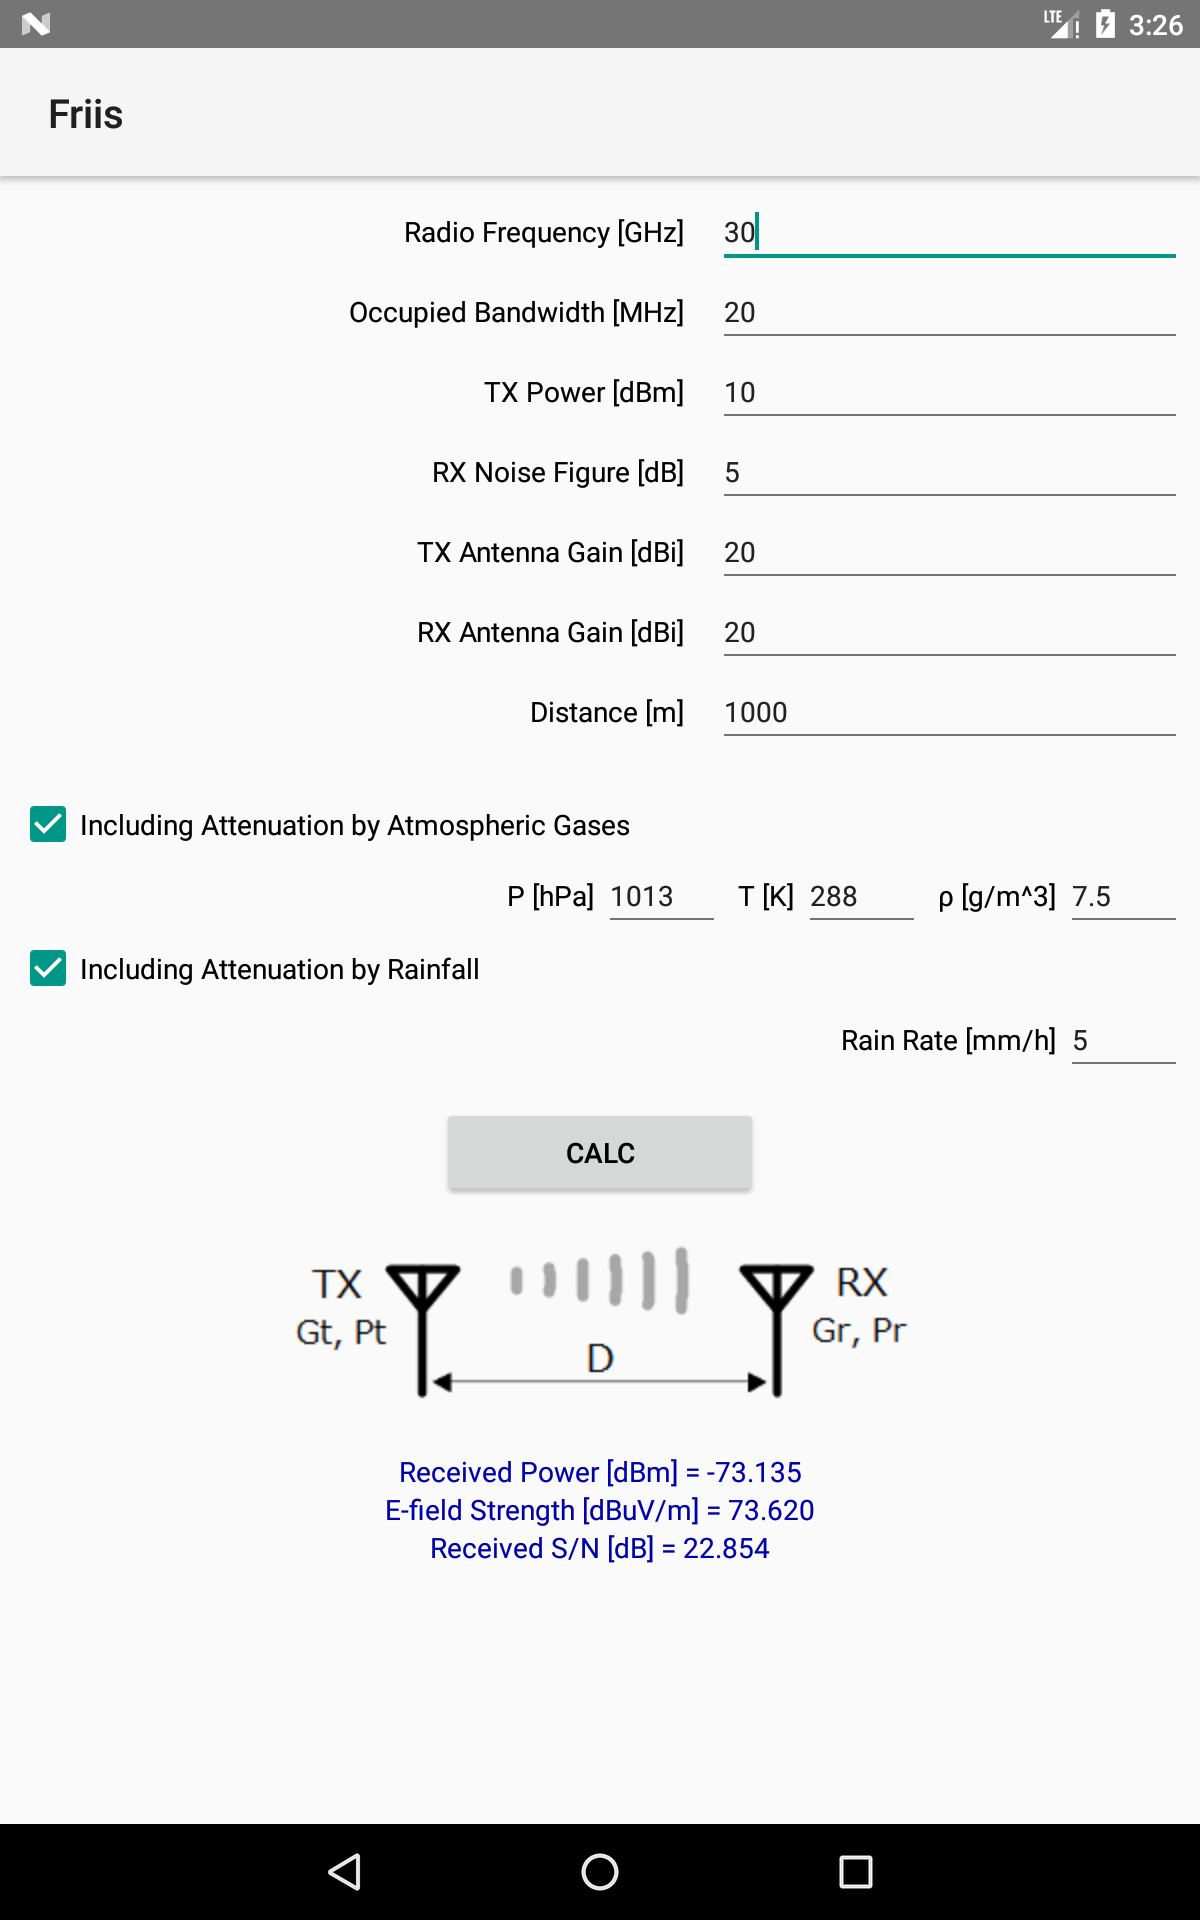 LTE 3:26
Friis
Radio Frequency [GHz] 30
Occupied Bandwidth [MHz] 20
TX Power [dBm] 10
RX Noise Figure [dB] 5
TX Antenna Gain [dBi] 20
RX Antenna Gain [dBi] 20
Distance [m] 1000
Including Attenuation by Atmospheric Gases
P [hPa] 1013 T [K] 288 ρ [g/m^3] 7.5
Including Attenuation by Rainfall
Rain Rate [mm/h] 5
CALC
TX RX
Gt, Pt Gr, Pr
D
Received Power [dBm] = -73.135
E-field Strength [dBuV/m] = 73.620
Received S/N [dB] = 22.854